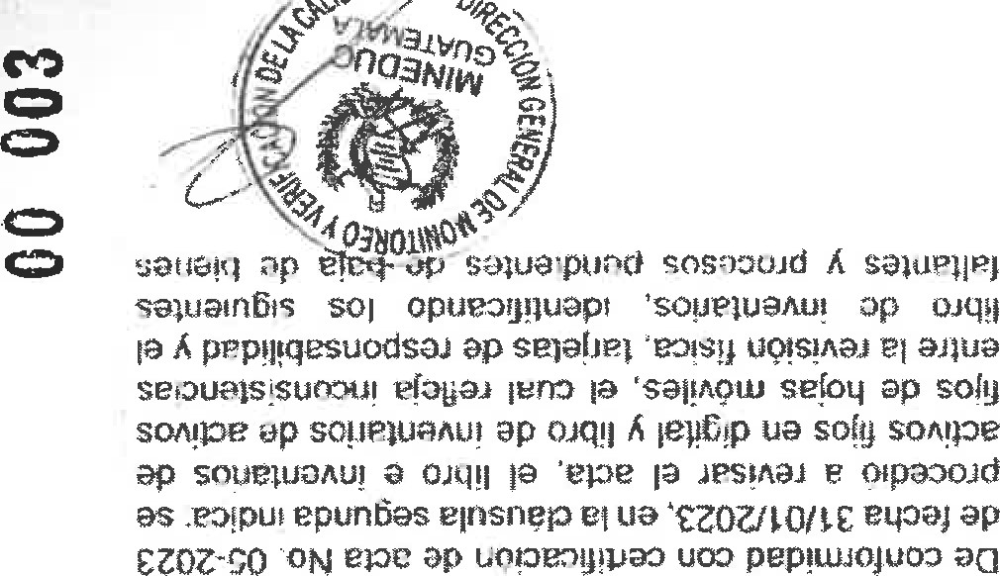 De conformidad con certificación de acta No. 05-2023
de fecha 31/01/2023, en la cláusula segunda indica: se
procedió a revisar el acta, el libro e inventarios de
activos fijos en digital y libro de inventarios de activos
fijos de hojas móviles, el cual refleja inconsistencias
entre la revisión física, tarjetas de responsabilidad y el
libro de inventarios, identificando los siguientes
faltantes y procesos pendientes de baja de bienes
DIRECCIÓN GENERAL DE MONITOREO Y VERIFICACIÓN DE LA
MINEDUC
GUATEMALA
00 003